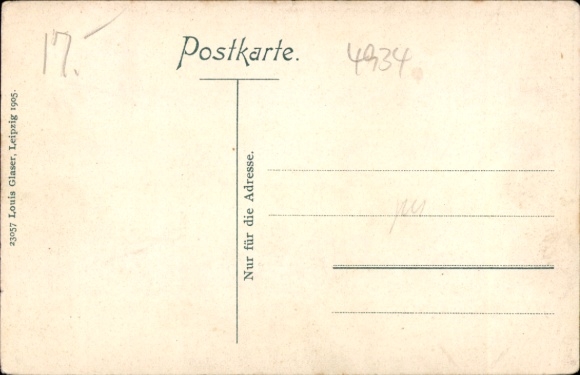 17.-
Postkarte.
4934
23057 Louis Glaser, Leipzig 1905.
Nur für die Adresse.